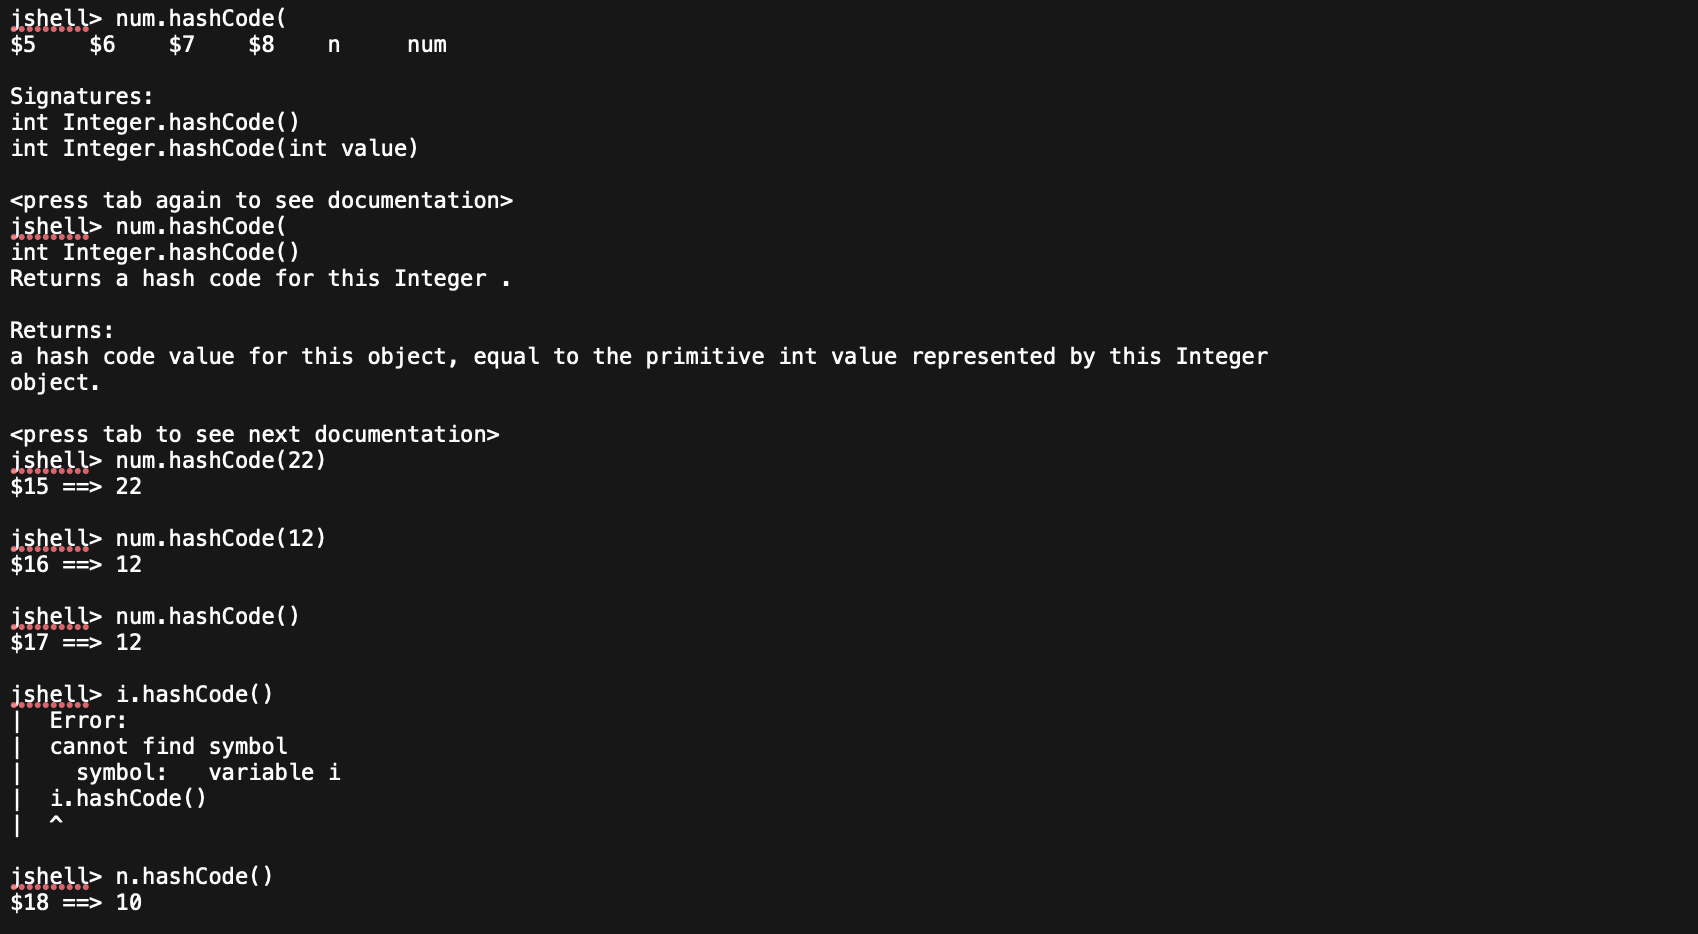 jshell> num.hashCode(
$5    $6    $7    $8    n     num

Signatures:
int Integer.hashCode()
int Integer.hashCode(int value)

<press tab again to see documentation>
jshell> num.hashCode(
int Integer.hashCode()
Returns a hash code for this Integer .

Returns:
a hash code value for this object, equal to the primitive int value represented by this Integer
object.

<press tab to see next documentation>
jshell> num.hashCode(22)
$15 ==> 22

jshell> num.hashCode(12)
$16 ==> 12

jshell> num.hashCode()
$17 ==> 12

jshell> i.hashCode()
|  Error:
|  cannot find symbol
|    symbol:   variable i
|  i.hashCode()
|  ^

jshell> n.hashCode()
$18 ==> 10